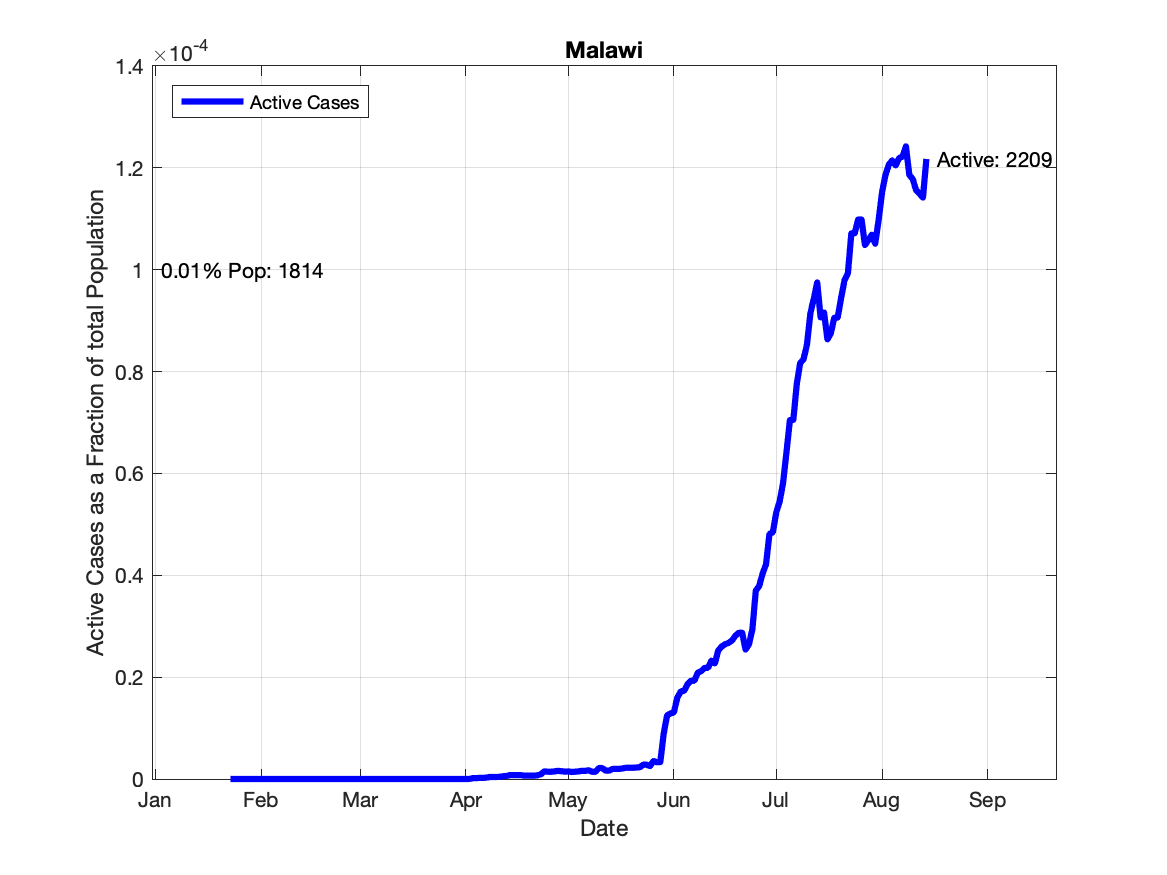 Malawi
×10⁻⁴
1.4
1.2
1
0.8
0.6
0.4
0.2
0
Active Cases
Active: 2209
0.01% Pop: 1814
Active Cases as a Fraction of total Population
Jan Feb Mar Apr May Jun Jul Aug Sep
Date